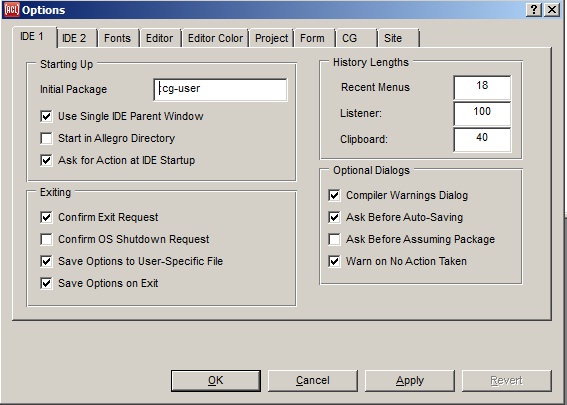 ACL Options
IDE 1 IDE 2 Fonts Editor Editor Color Project Form CG Site
Starting Up
Initial Package :cg-user
Use Single IDE Parent Window
Start in Allegro Directory
Ask for Action at IDE Startup
Exiting
Confirm Exit Request
Confirm OS Shutdown Request
Save Options to User-Specific File
Save Options on Exit
History Lengths
Recent Menus 18
Listener: 100
Clipboard: 40
Optional Dialogs
Compiler Warnings Dialog
Ask Before Auto-Saving
Ask Before Assuming Package
Warn on No Action Taken
OK Cancel Apply Revert